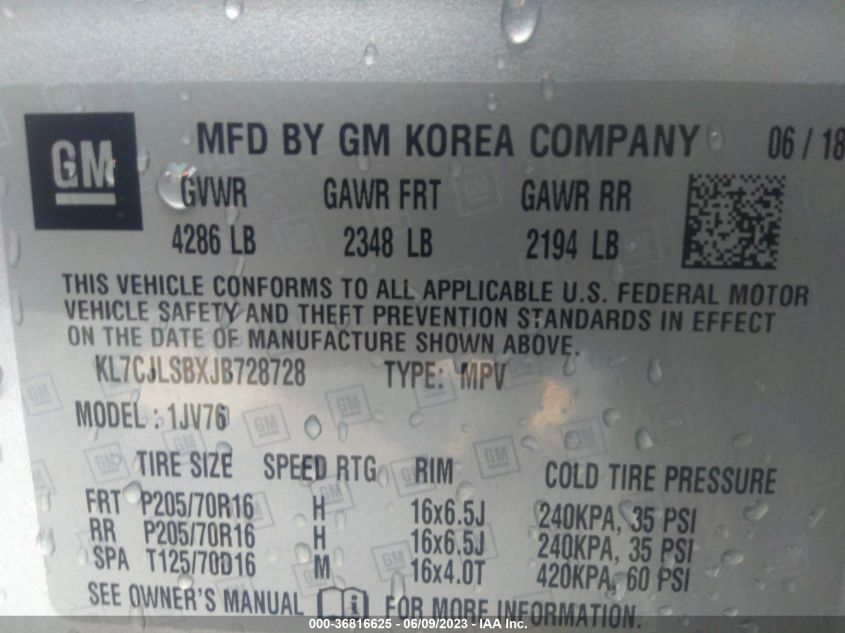 GM
MFD BY GM KOREA COMPANY 06 / 18
GVWR GAWR FRT GAWR RR
4286 LB 2348 LB 2194 LB
THIS VEHICLE CONFORMS TO ALL APPLICABLE U.S. FEDERAL MOTOR
VEHICLE SAFETY AND THEFT PREVENTION STANDARDS IN EFFECT
ON THE DATE OF MANUFACTURE SHOWN ABOVE.
KL7CJLSBXJB728728 TYPE: MPV
MODEL : 1JV76
TIRE SIZE SPEED RTG RIM COLD TIRE PRESSURE
FRT P205/70R16 H 16x6.5J 240KPA, 35 PSI
RR P205/70R16 H 16x6.5J 240KPA, 35 PSI
SPA T125/70D16 M 16x4.0T 420KPA, 60 PSI
SEE OWNER'S MANUAL FOR MORE INFORMATION.
000-36816625 - 06/09/2023 - IAA Inc.